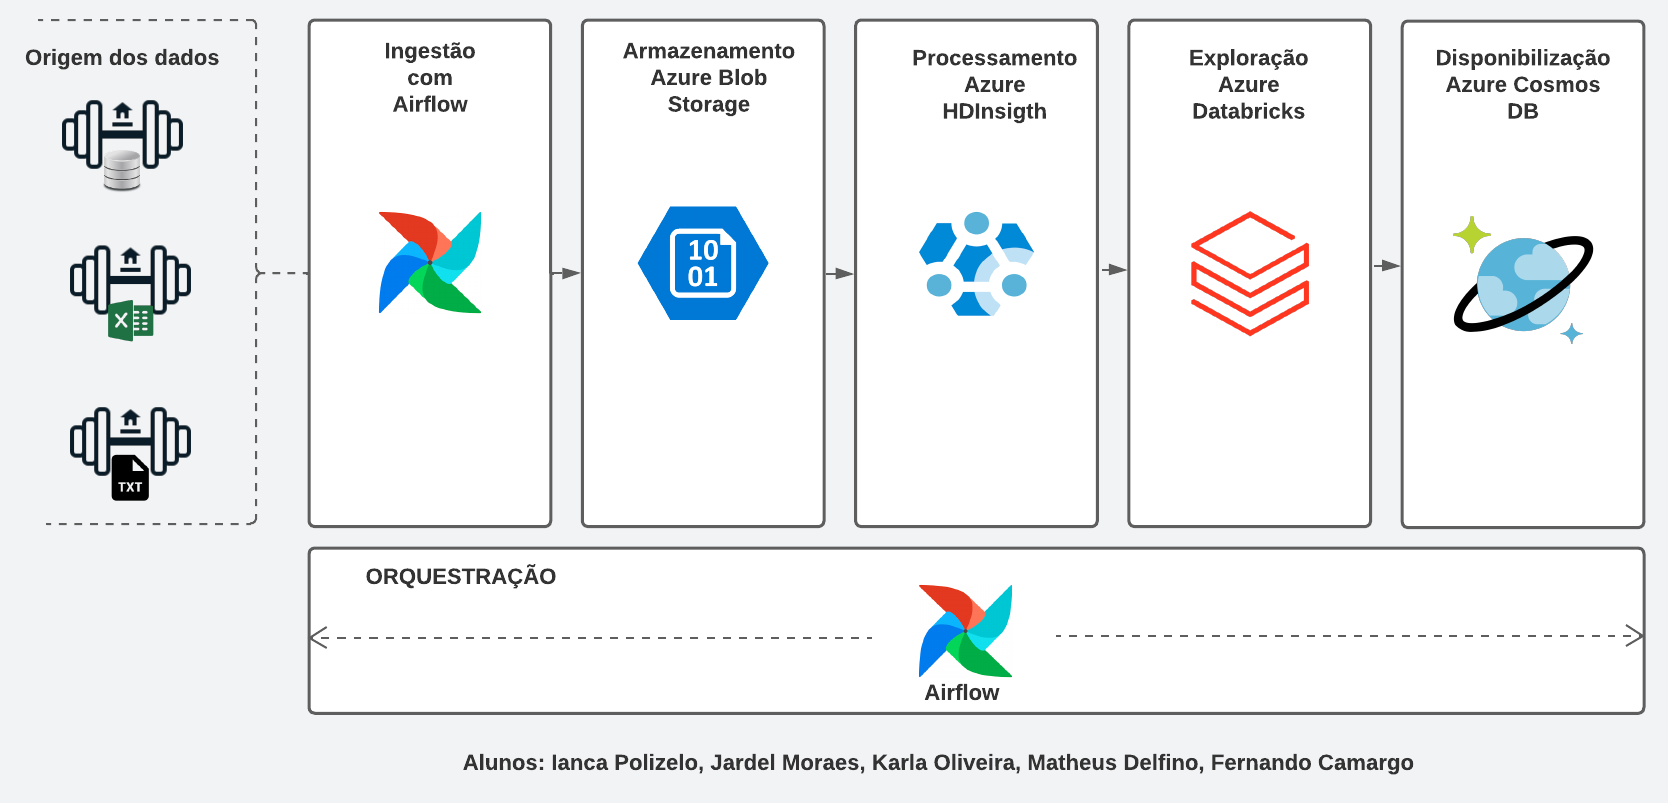 Origem dos dados
TXT
Ingestão
com
Airflow
Armazenamento
Azure Blob
Storage
10
01
Processamento
Azure
HDInsigth
Exploração
Azure
Databricks
Disponibilização
Azure Cosmos
DB
ORQUESTRAÇÃO
Airflow
Alunos: Ianca Polizelo, Jardel Moraes, Karla Oliveira, Matheus Delfino, Fernando Camargo